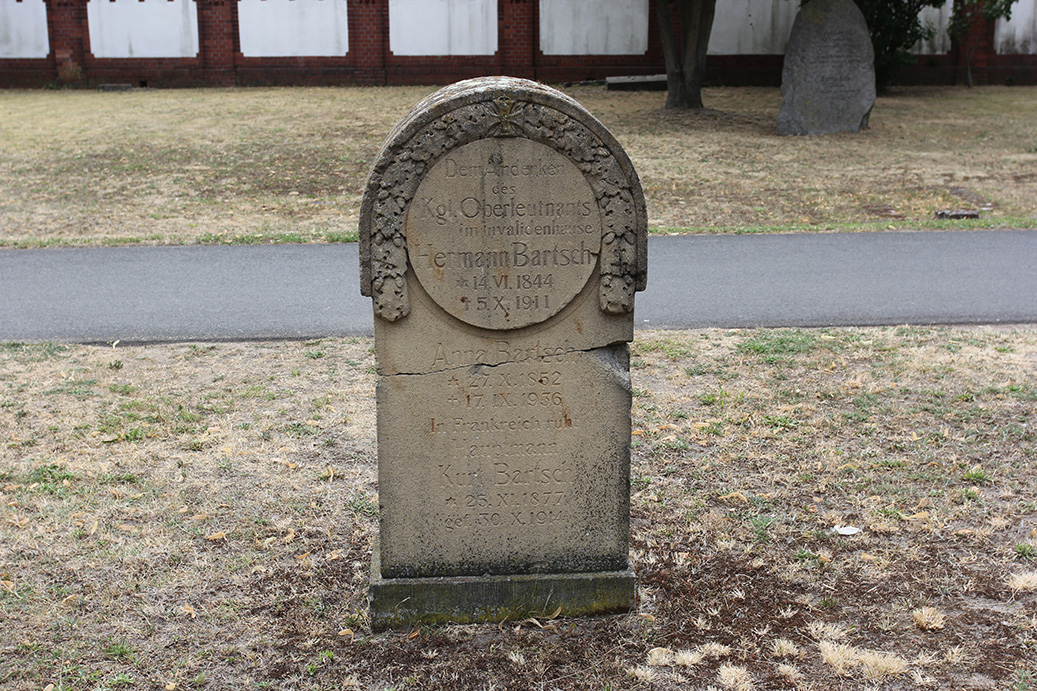 Dem Andenken
des
Kgl. Oberleutnants
im Invalidenhause
Hermann Bartsch
* 14. VI. 1844
† 5. X. 1911
Anna Bartsch
* 27. X. 1852
+ 17. IX. 1936
In Frankreich ruht
Hauptmann
Kurt Bartsch
* 25. XI. 1877
gef. 30. X. 1914